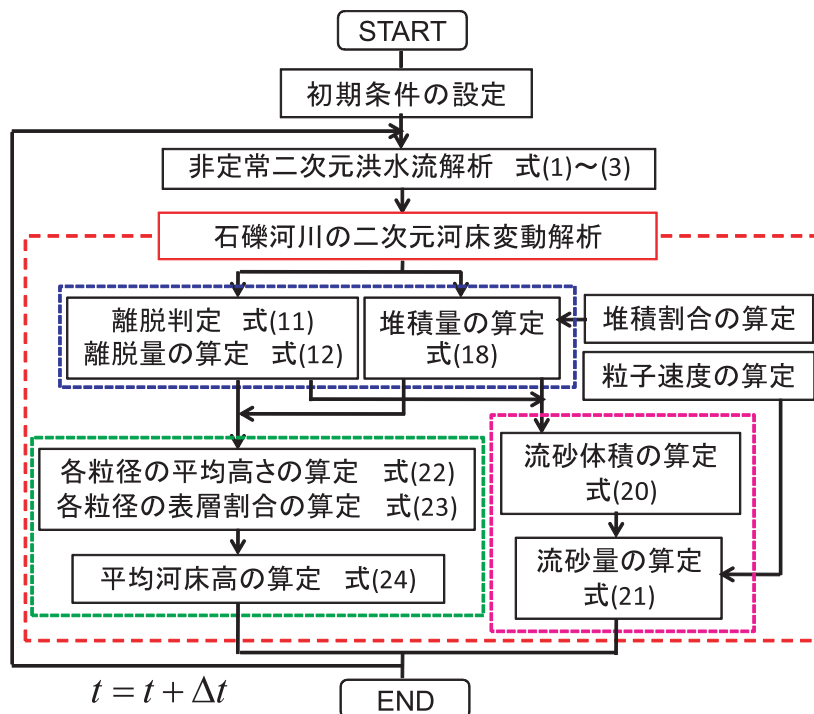 START
初期条件の設定
非定常二次元洪水流解析 式(1)～(3)
石礫河川の二次元河床変動解析
離脱判定 式(11)
離脱量の算定 式(12)
堆積量の算定
式(18)
堆積割合の算定
粒子速度の算定
各粒径の平均高さの算定 式(22)
各粒径の表層割合の算定 式(23)
流砂体積の算定
式(20)
平均河床高の算定 式(24)
流砂量の算定
式(21)
t = t + Δt
END